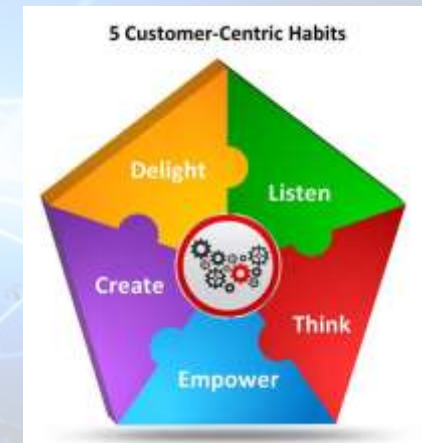 5 Customer-Centric Habits
Delight
Listen
Create
Think
Empower